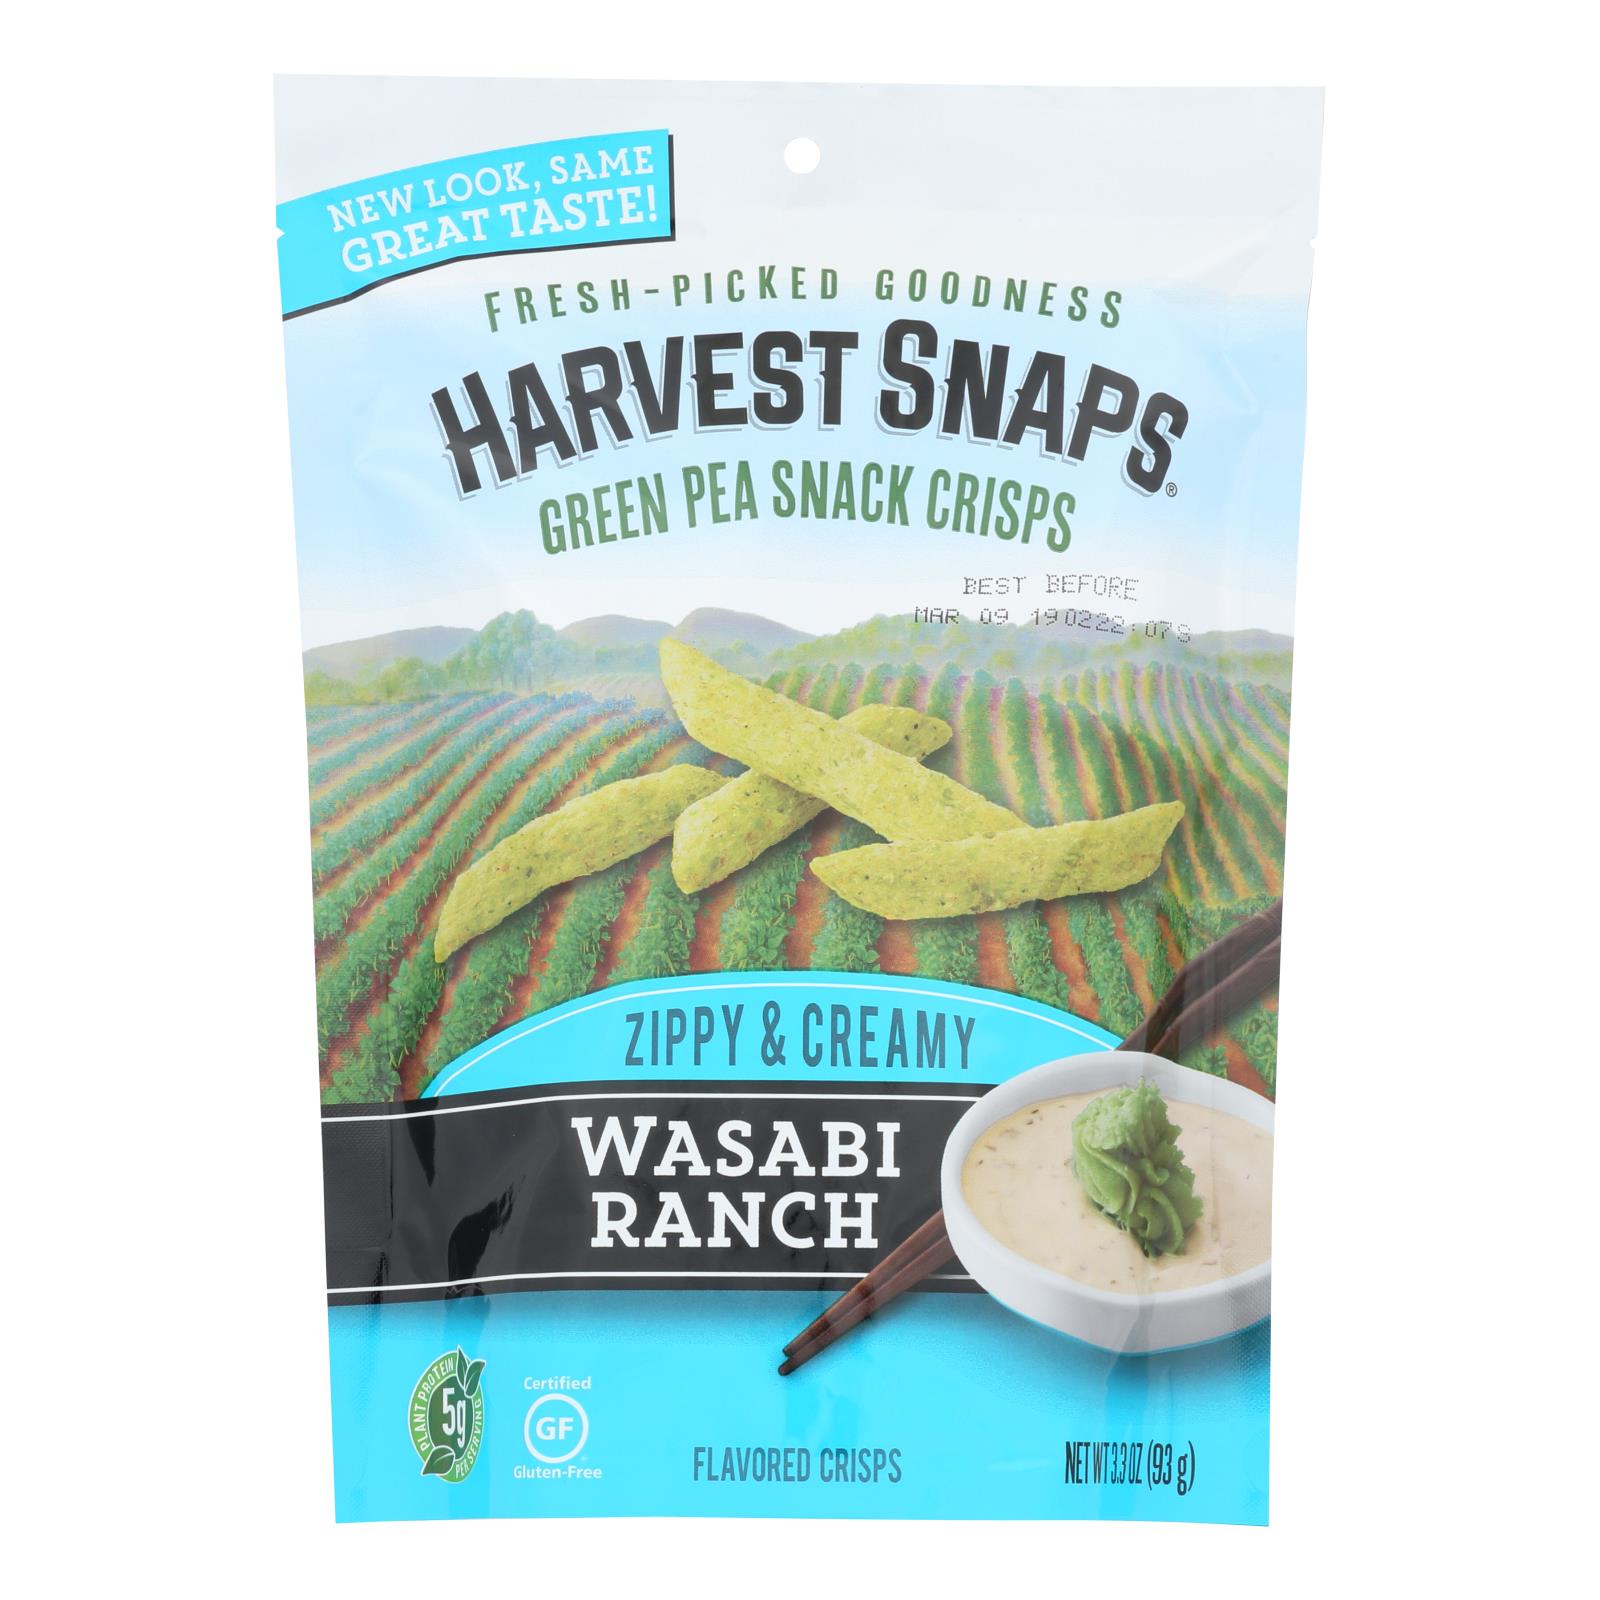 NEW LOOK, SAME
GREAT TASTE!
FRESH-PICKED GOODNESS
HARVEST SNAPS®
GREEN PEA SNACK CRISPS
BEST BEFORE
MAR 09 190222:07S
ZIPPY & CREAMY
WASABI
RANCH
PLANT PROTEIN
5g
PER SERVING
Certified
GF
Gluten-Free
FLAVORED CRISPS
NET WT 3.3 OZ (93 g)